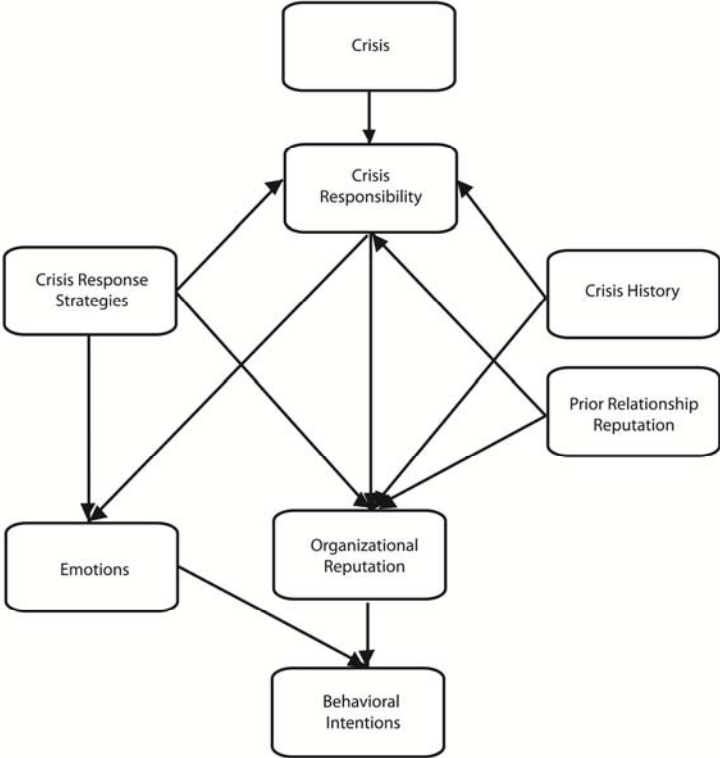 Crisis
Crisis
Responsibility
Crisis Response
Strategies
Crisis History
Prior Relationship
Reputation
Emotions
Organizational
Reputation
Behavioral
Intentions